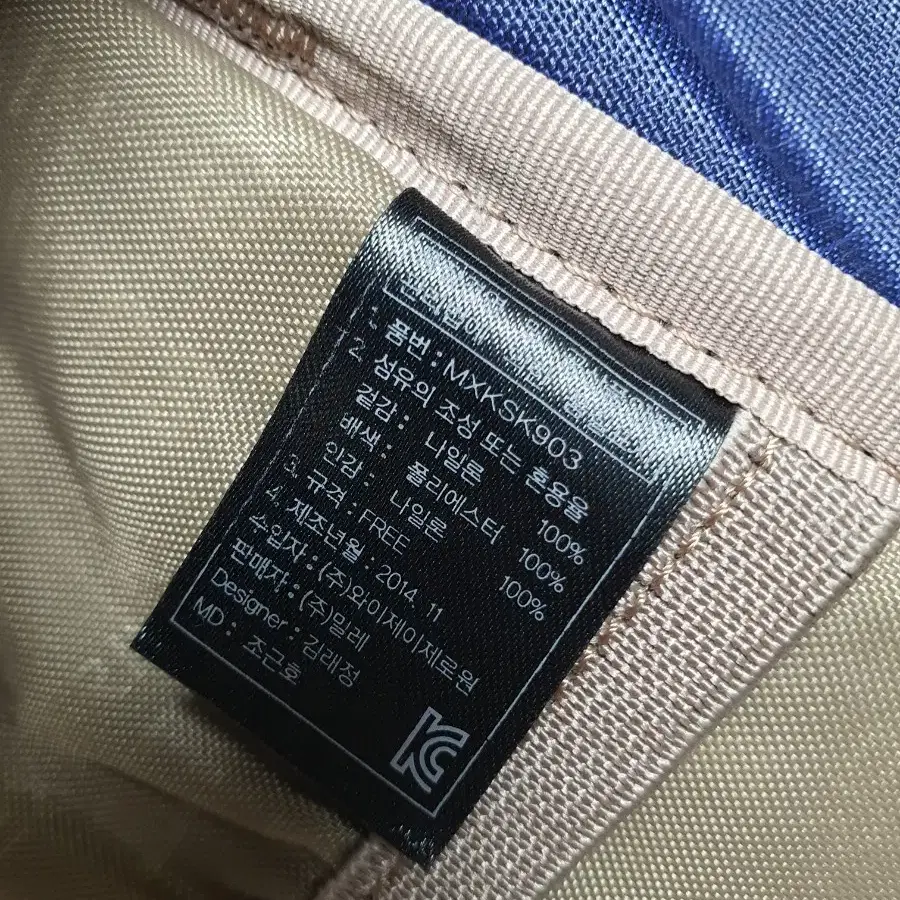 1. 품번 : MXKSK903
2. 섬유의 조성 또는 혼용율
겉감 : 나일론 100%
배색 : 폴리에스터 100%
안감 : 나일론 100%
3. 규격 : FREE
4. 제조년월 : 2014. 11
수입자 : (주)와이제이제로원
판매자 : (주)밀레
Designer : 김래정
MD : 조근호
KC